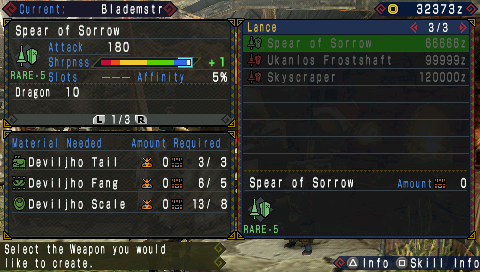 Current: Blademstr
32373z
Spear of Sorrow
Attack 180
Shrpnss +1
RARE-5 Slots --- Affinity 5%
Dragon 10
L 1/3 R
Material Needed Amount Required
Deviljho Tail 0 3/ 3
Deviljho Fang 0 6/ 5
Deviljho Scale 0 13/ 8
Select the Weapon you would
like to create.
Lance 3/3
Spear of Sorrow 66666z
Ukanlos Frostshaft 99999z
Skyscraper 120000z
Spear of Sorrow Amount 0
RARE-5
Info Skill Info